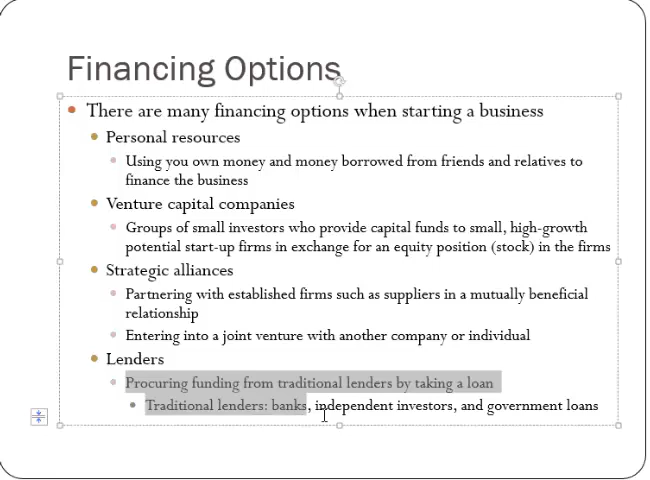 Financing Options
There are many financing options when starting a business
Personal resources
Using you own money and money borrowed from friends and relatives to
finance the business
Venture capital companies
Groups of small investors who provide capital funds to small, high-growth
potential start-up firms in exchange for an equity position (stock) in the firms
Strategic alliances
Partnering with established firms such as suppliers in a mutually beneficial
relationship
Entering into a joint venture with another company or individual
Lenders
Procuring funding from traditional lenders by taking a loan
Traditional lenders: banks, independent investors, and government loans